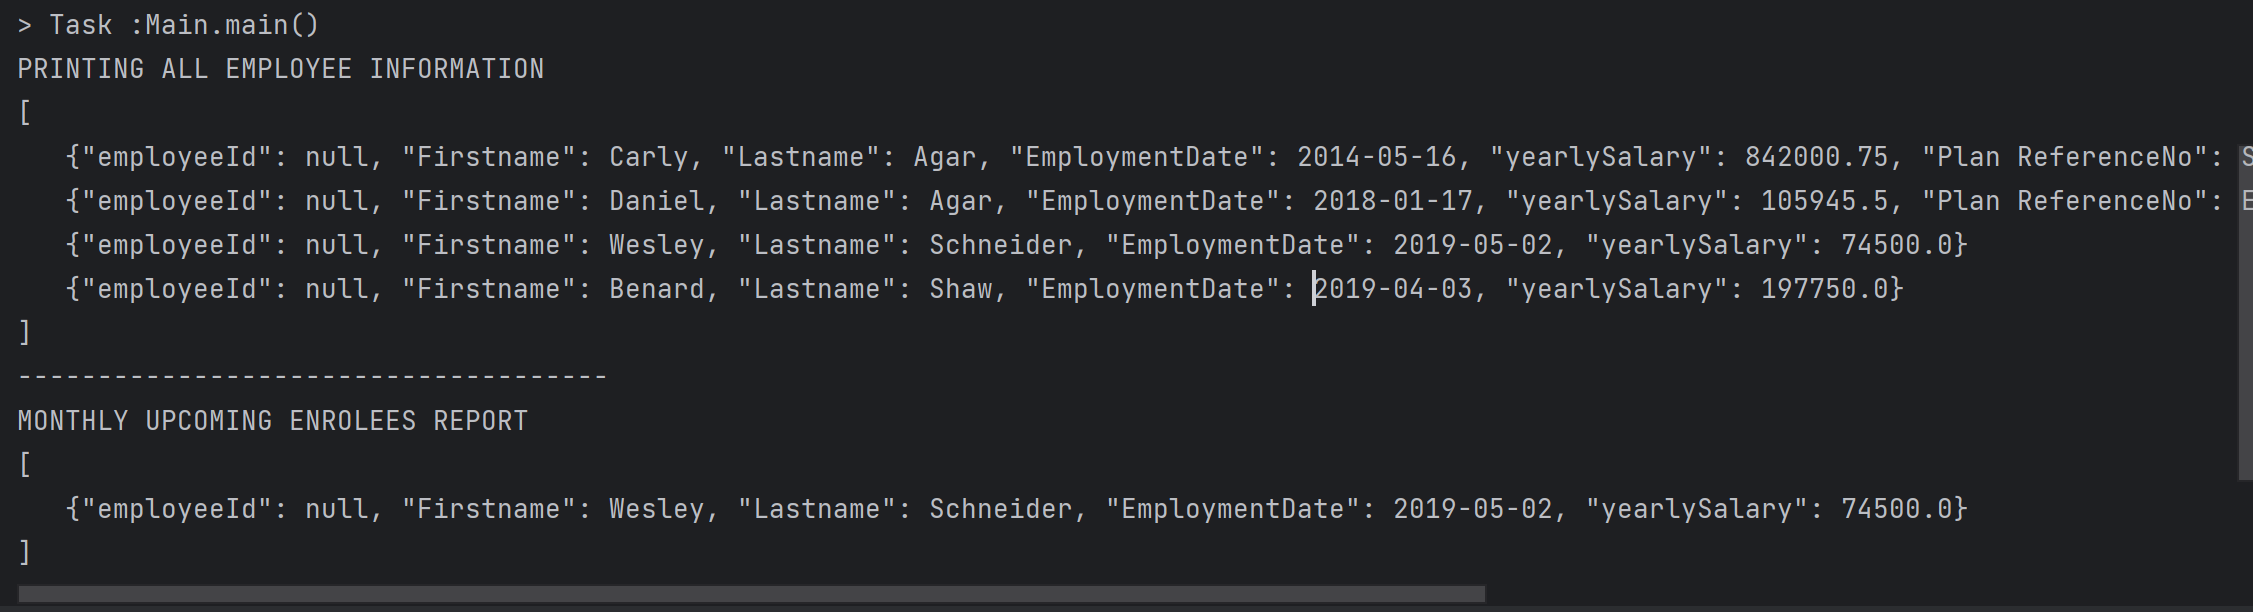 > Task :Main.main()
PRINTING ALL EMPLOYEE INFORMATION
[
   {"employeeId": null, "Firstname": Carly, "Lastname": Agar, "EmploymentDate": 2014-05-16, "yearlySalary": 842000.75, "Plan ReferenceNo":
   {"employeeId": null, "Firstname": Daniel, "Lastname": Agar, "EmploymentDate": 2018-01-17, "yearlySalary": 105945.5, "Plan ReferenceNo":
   {"employeeId": null, "Firstname": Wesley, "Lastname": Schneider, "EmploymentDate": 2019-05-02, "yearlySalary": 74500.0}
   {"employeeId": null, "Firstname": Benard, "Lastname": Shaw, "EmploymentDate": 2019-04-03, "yearlySalary": 197750.0}
]
-------------------------------------
MONTHLY UPCOMING ENROLEES REPORT
[
   {"employeeId": null, "Firstname": Wesley, "Lastname": Schneider, "EmploymentDate": 2019-05-02, "yearlySalary": 74500.0}
]